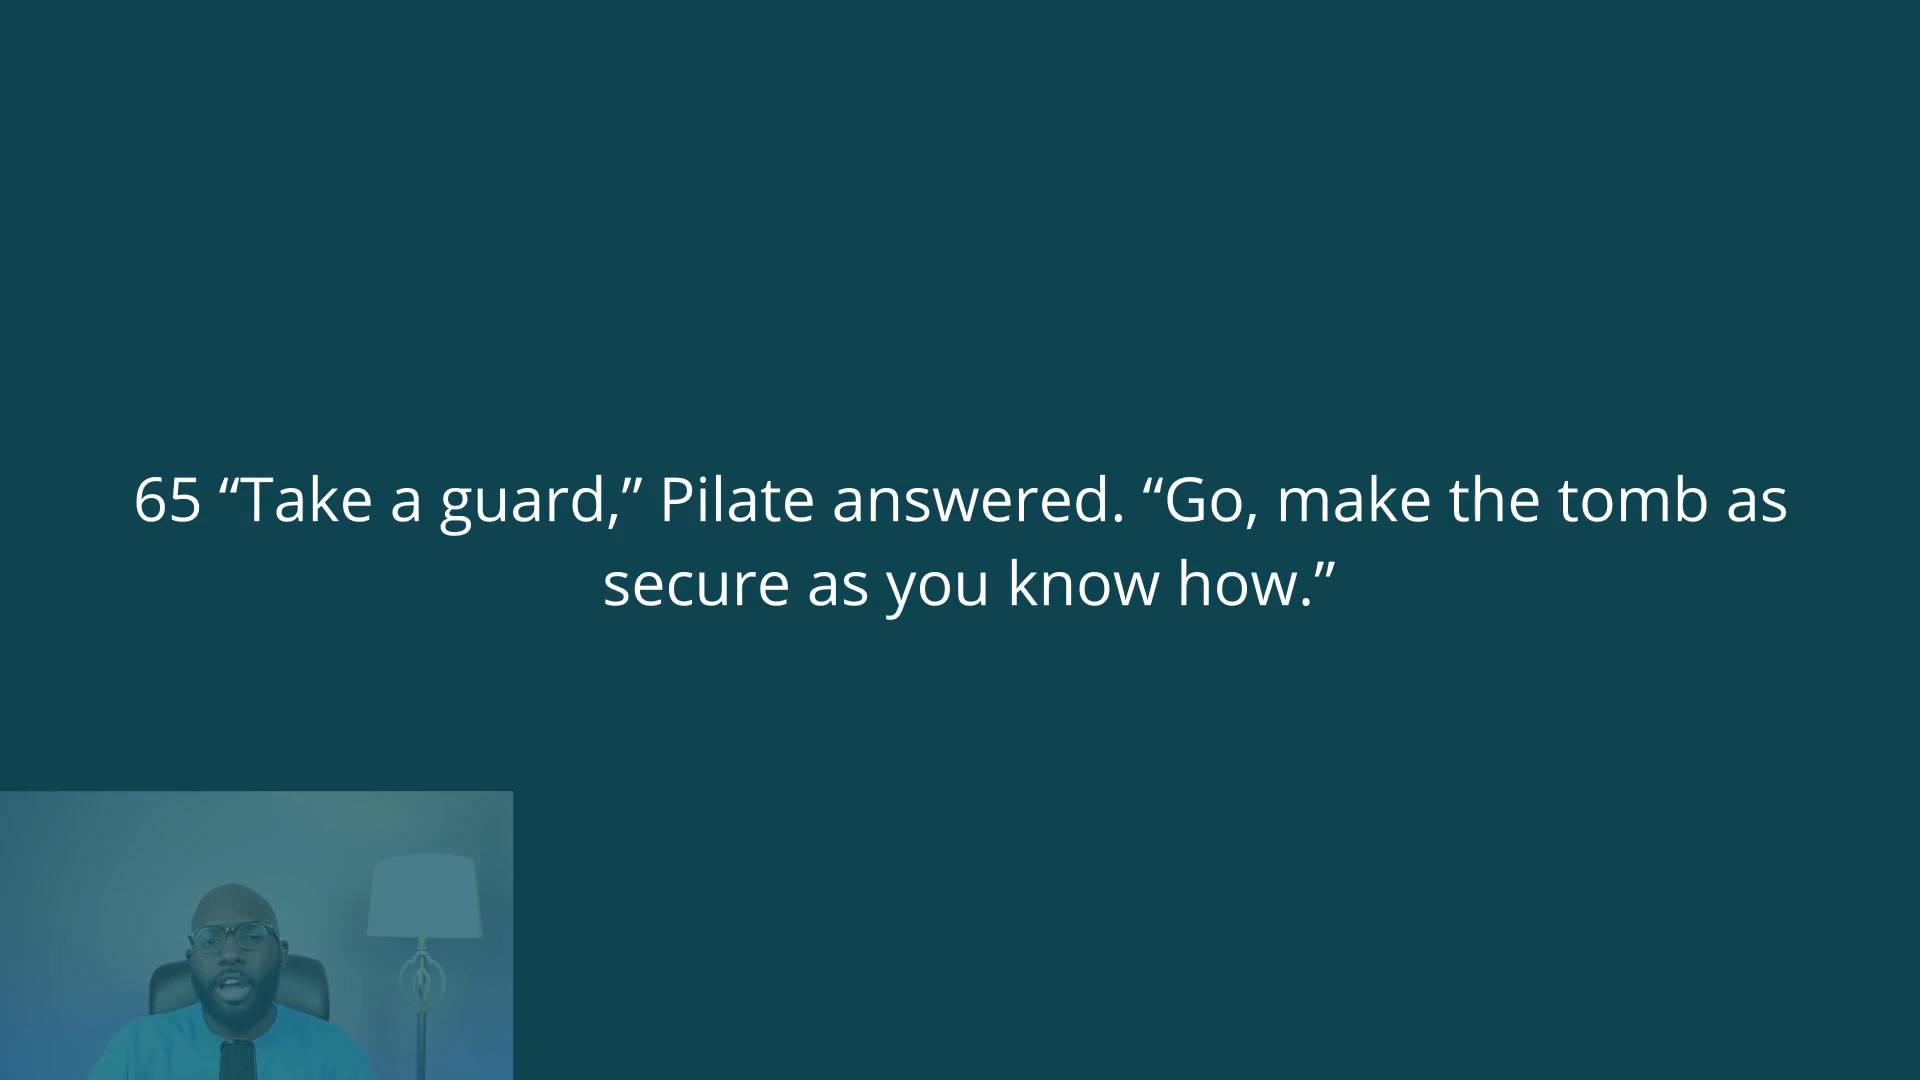 65 “Take a guard,” Pilate answered. “Go, make the tomb as
secure as you know how.”